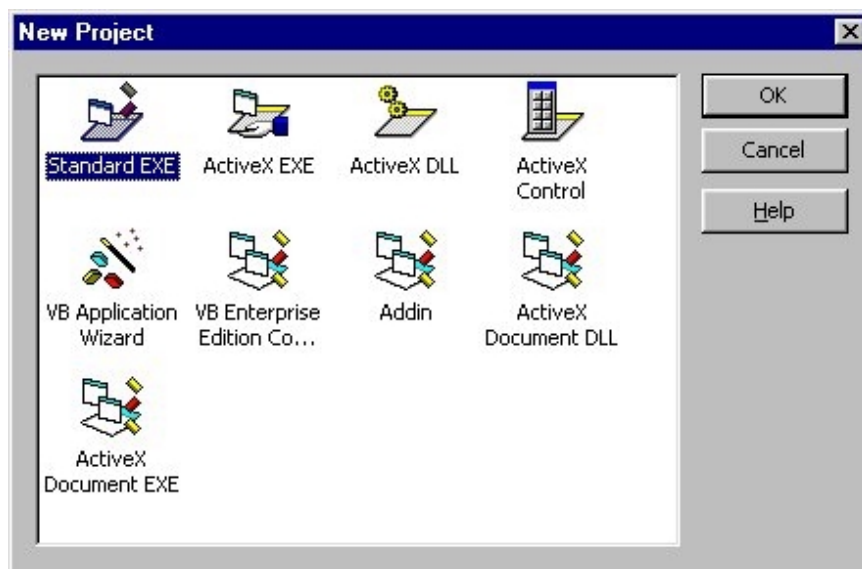 New Project
Standard EXE
ActiveX EXE
ActiveX DLL
ActiveX
Control
VB Application
Wizard
VB Enterprise
Edition Co...
Addin
ActiveX
Document DLL
ActiveX
Document EXE
OK
Cancel
Help